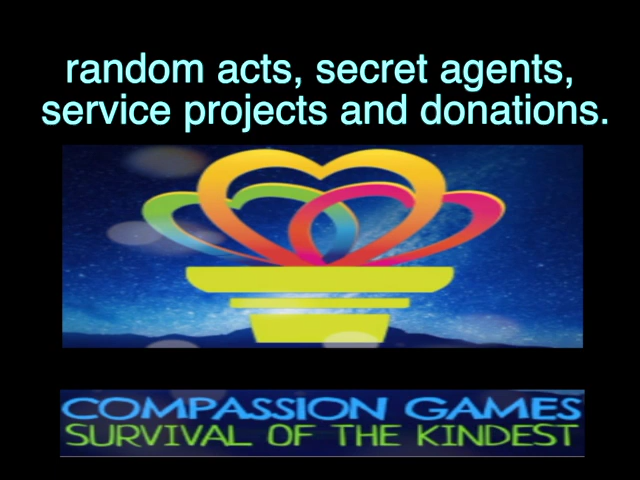 random acts, secret agents,
service projects and donations.
COMPASSION GAMES
SURVIVAL OF THE KINDEST